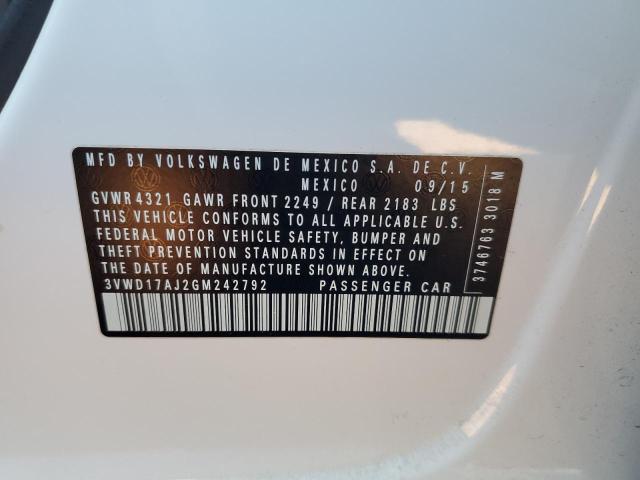 MFD BY VOLKSWAGEN DE MEXICO S.A. DE C.V.
MEXICO 09/15
GVWR 4321 GAWR FRONT 2249 / REAR 2183 LBS
THIS VEHICLE CONFORMS TO ALL APPLICABLE U.S.
FEDERAL MOTOR VEHICLE SAFETY, BUMPER AND
THEFT PREVENTION STANDARDS IN EFFECT ON
THE DATE OF MANUFACTURE SHOWN ABOVE.
3VWD17AJ2GM242792 PASSENGER CAR
3746763 3018 M